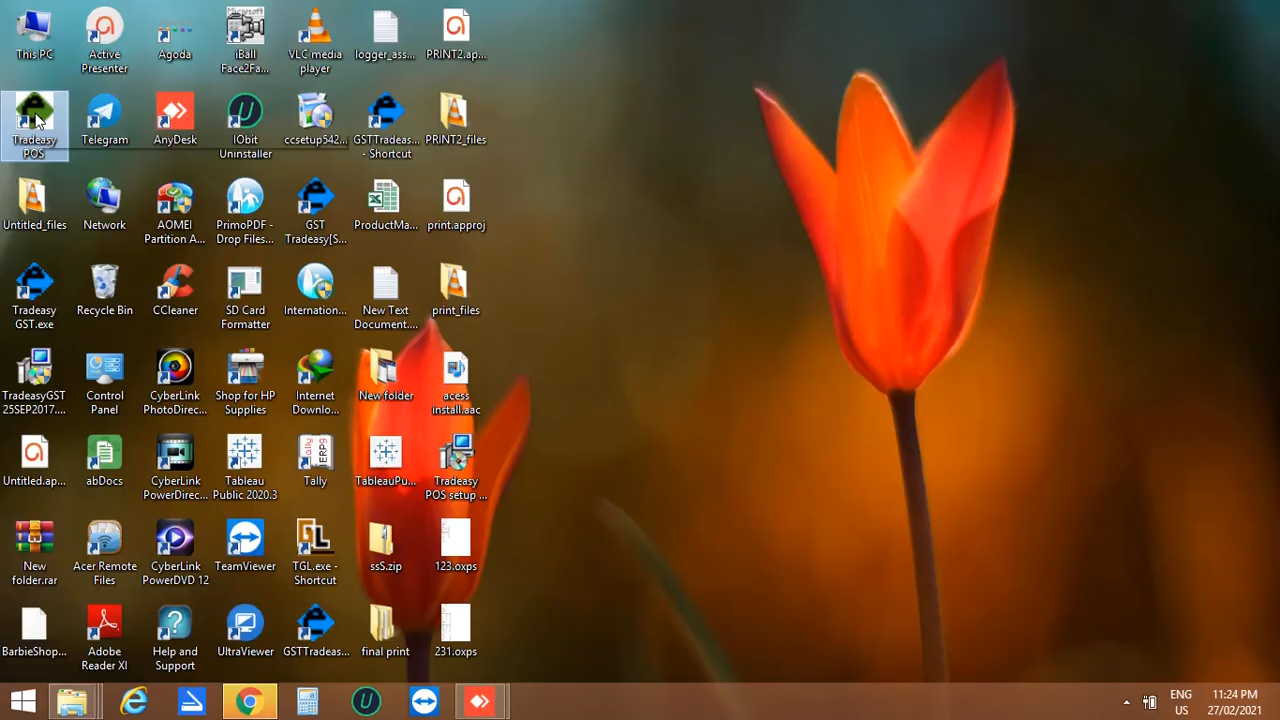 This PC
Active
Presenter
Agoda
iBall
Face2Fa...
VLC media
player
logger_ass...
PRINT2.ap...
Tradeasy
POS
Telegram
AnyDesk
IObit
Uninstaller
ccsetup542...
GSTTradeas...
- Shortcut
PRINT2_files
Untitled_files
Network
AOMEI
Partition A...
PrimoPDF -
Drop Files...
GST
Tradeasy[S...
ProductMa...
print.approj
Tradeasy
GST.exe
Recycle Bin
CCleaner
SD Card
Formatter
Internation...
New Text
Document....
print_files
TradeasyGST
25SEP2017....
Control
Panel
CyberLink
PhotoDirec...
Shop for HP
Supplies
Internet
Downlo...
New folder
acess
install.aac
Untitled.ap...
abDocs
CyberLink
PowerDirec...
Tableau
Public 2020.3
Tally
TableauPu...
Tradeasy
POS setup ...
New
folder.rar
Acer Remote
Files
CyberLink
PowerDVD 12
TeamViewer
TGL.exe -
Shortcut
ssS.zip
123.oxps
BarbieShop...
Adobe
Reader XI
Help and
Support
UltraViewer
GSTTradeas...
final print
231.oxps
ENG
US
11:24 PM
27/02/2021